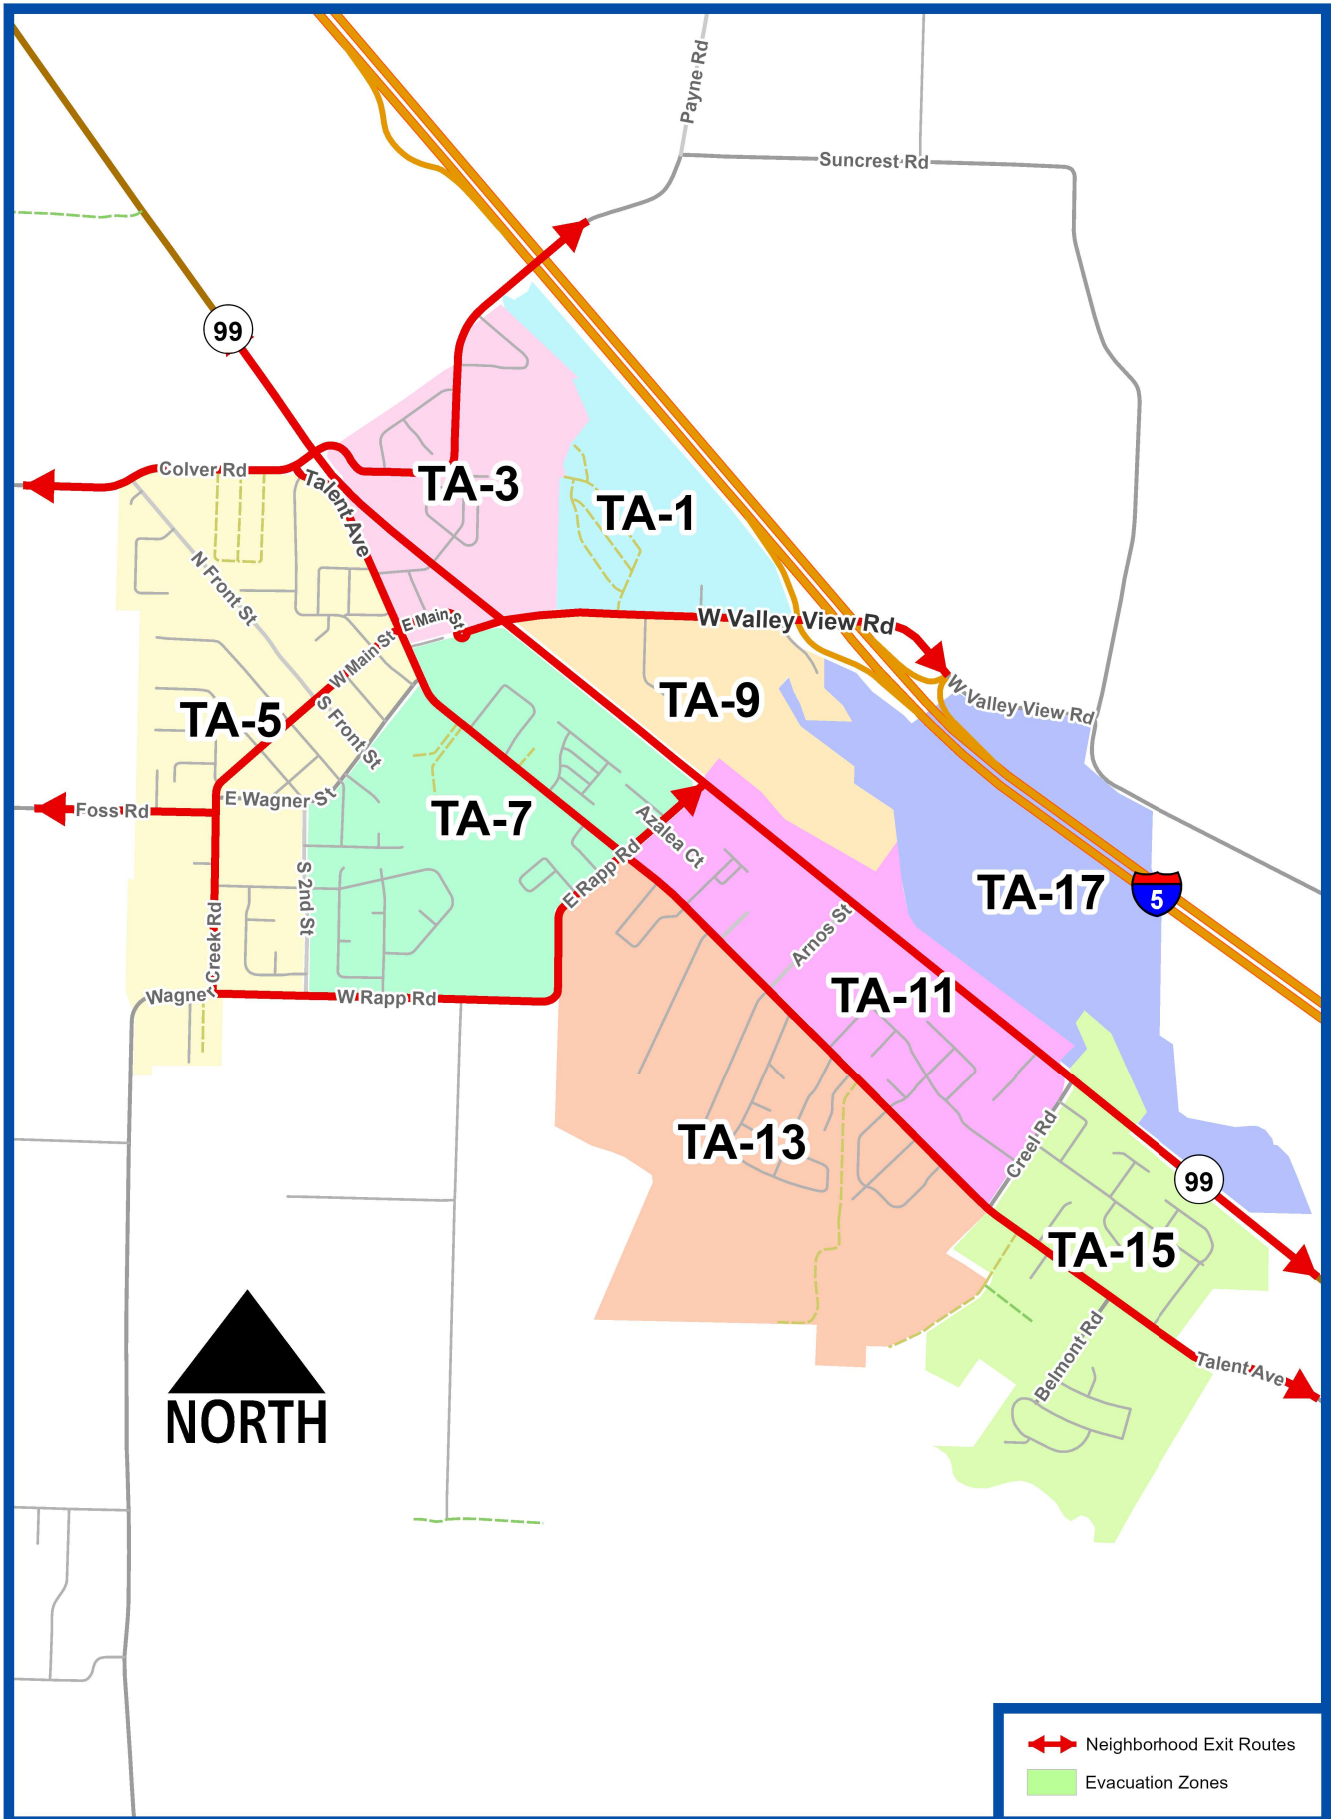 Payne Rd
Suncrest Rd
99
Colver Rd
Talent Ave
TA-3
TA-1
N Front St
E Main St
W Valley View Rd
W Main St
W Valley View Rd
TA-9
TA-5
S Front St
E Wagner St
Foss Rd
TA-7
Azalea Ct
E Rapp Rd
S 2nd St
TA-17
5
Arnos St
Wagner Creek Rd
W Rapp Rd
TA-11
TA-13
Creel Rd
99
TA-15
Belmont Rd
Talent Ave
NORTH
Neighborhood Exit Routes
Evacuation Zones